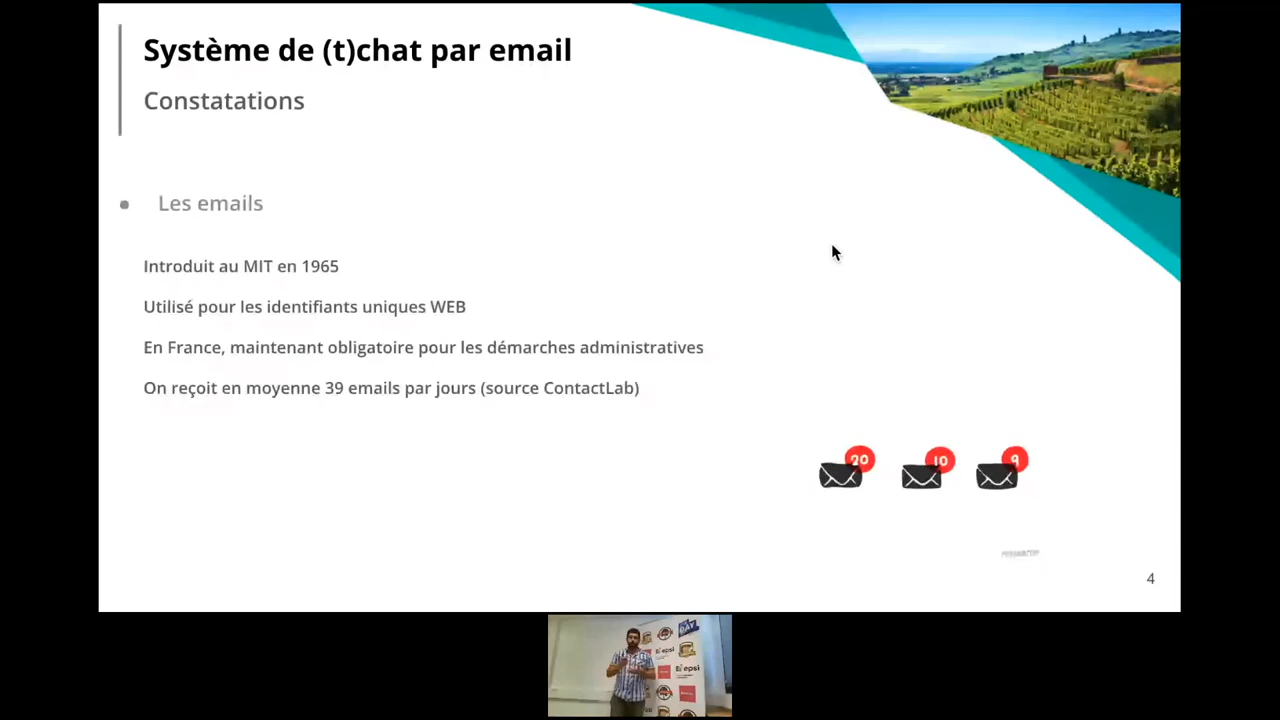 Système de (t)chat par email
Constatations
Les emails
Introduit au MIT en 1965
Utilisé pour les identifiants uniques WEB
En France, maintenant obligatoire pour les démarches administratives
On reçoit en moyenne 39 emails par jours (source ContactLab)
20 10 9
4
epsi
epsi